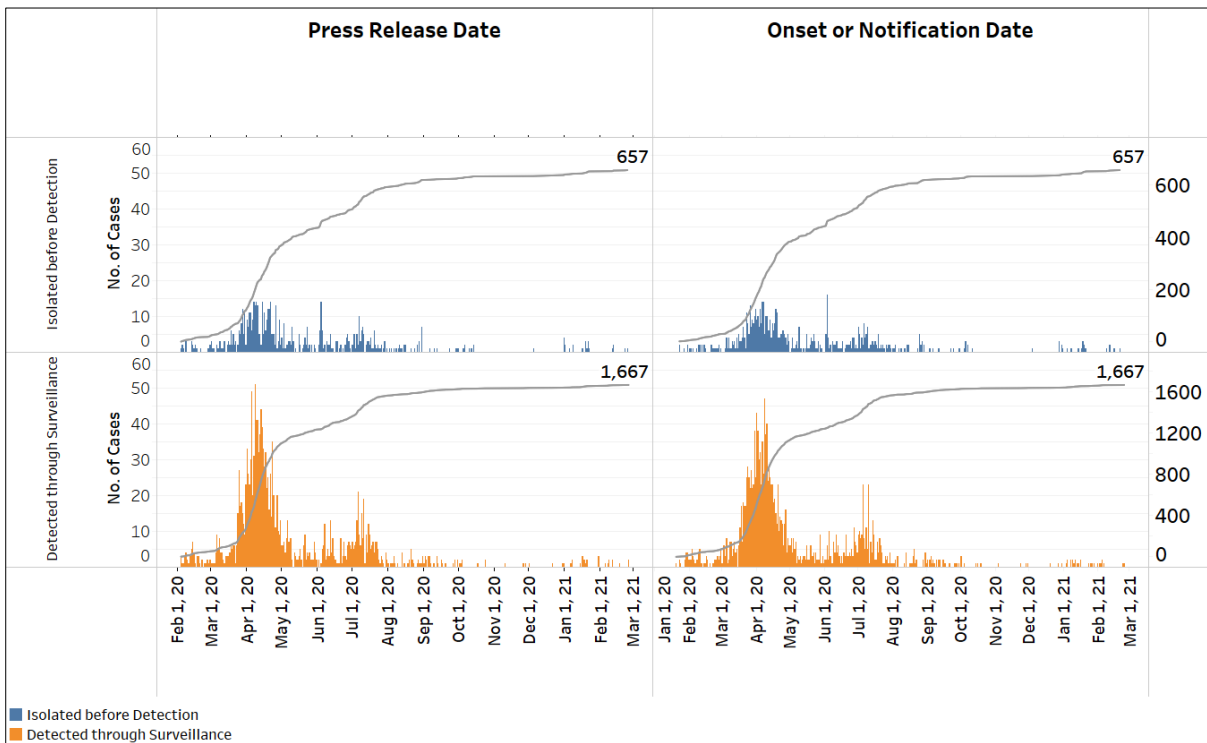 Press Release Date
Onset or Notification Date
Isolated before Detection
No. of Cases
60
50
40
30
20
10
0
657
657
600
400
200
0
Detected through Surveillance
No. of Cases
60
50
40
30
20
10
0
1,667
1,667
1600
1200
800
400
0
Feb 1, 20
Mar 1, 20
Apr 1, 20
May 1, 20
Jun 1, 20
Jul 1, 20
Aug 1, 20
Sep 1, 20
Oct 1, 20
Nov 1, 20
Dec 1, 20
Jan 1, 21
Feb 1, 21
Mar 1, 21
Jan 1, 20
Feb 1, 20
Mar 1, 20
Apr 1, 20
May 1, 20
Jun 1, 20
Jul 1, 20
Aug 1, 20
Sep 1, 20
Oct 1, 20
Nov 1, 20
Dec 1, 20
Jan 1, 21
Feb 1, 21
Mar 1, 21
Isolated before Detection
Detected through Surveillance